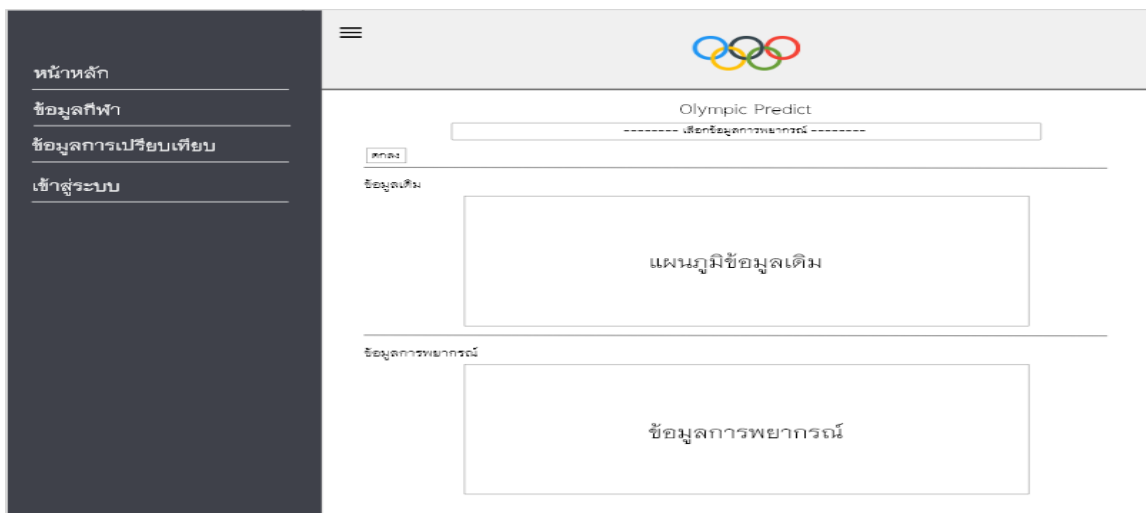 หน้าหลัก
ข้อมูลกีฬา
ข้อมูลการเปรียบเทียบ
เข้าสู่ระบบ
Olympic Predict
-------- เลือกข้อมูลการพยากรณ์ --------
ตกลง
ข้อมูลเดิม
แผนภูมิข้อมูลเดิม
ข้อมูลการพยากรณ์
ข้อมูลการพยากรณ์